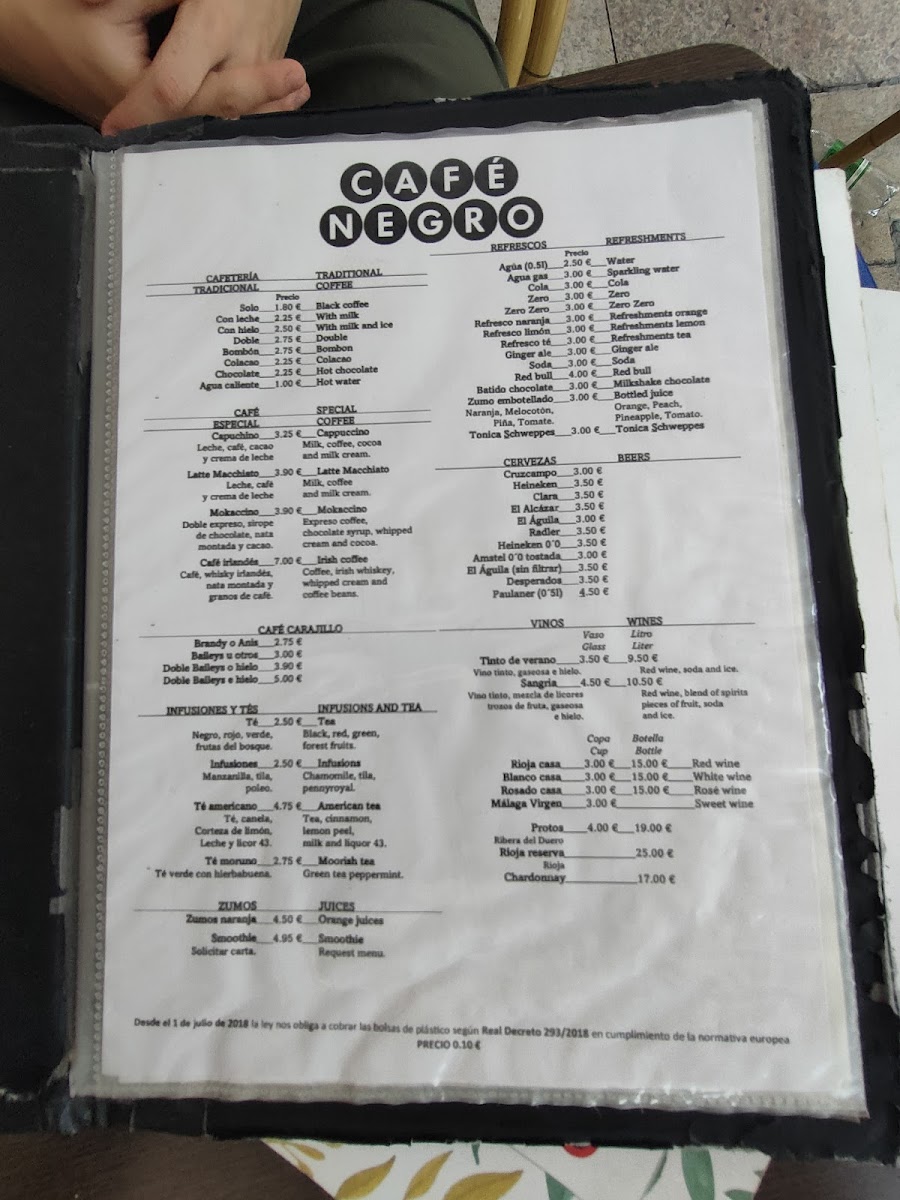 CAFÉ
NEGRO
CAFETERÍA TRADITIONAL
TRADICIONAL COFFEE
Precio
Solo 1.80 € Black coffee
Con leche 2.25 € With milk
Con hielo 2.50 € With milk and ice
Doble 2.75 € Double
Bombón 2.75 € Bombon
Colacao 2.25 € Colacao
Chocolate 2.25 € Hot chocolate
Agua caliente 1.00 € Hot water
CAFÉ SPECIAL
ESPECIAL COFFEE
Capuchino 3.25 € Cappuccino
Leche, café, cacao Milk, coffee, cocoa
y crema de leche and milk cream.
Latte Macchiato 3.90 € Latte Macchiato
Leche, café Milk, coffee
y crema de leche and milk cream.
Mokaccino 3.90 € Mokaccino
Doble expreso, sirope Expreso coffee,
de chocolate, nata chocolate syrup, whipped
montada y cacao. cream and cocoa.
Café irlandés 7.00 € Irish coffee
Café, whisky irlandés, Coffee, irish whiskey,
nata montada y whipped cream and
granos de café. coffee beans.
CAFÉ CARAJILLO
Brandy o Anis 2.75 €
Baileys u otros 3.00 €
Doble Baileys o hielo 3.90 €
Doble Baileys e hielo 5.00 €
INFUSIONES Y TÉS INFUSIONS AND TEA
Té 2.50 € Tea
Negro, rojo, verde, Black, red, green,
frutas del bosque. forest fruits.
Infusiones 2.50 € Infusions
Manzanilla, tila, Chamomile, tila,
poleo. pennyroyal.
Té americano 4.75 € American tea
Té, canela, Tea, cinnamon,
Corteza de limón, lemon peel,
Leche y licor 43. milk and liquor 43.
Té moruno 2.75 € Moorish tea
Té verde con hierbabuena. Green tea peppermint.
ZUMOS JUICES
Zumos naranja 4.50 € Orange juices
Smoothie 4.95 € Smoothie
Solicitar carta. Request menu.
REFRESCOS REFRESHMENTS
Precio
Agúa (0.5l) 2.50 € Water
Agua gas 3.00 € Sparkling water
Cola 3.00 € Cola
Zero 3.00 € Zero
Zero Zero 3.00 € Zero Zero
Refresco naranja 3.00 € Refreshments orange
Refresco limón 3.00 € Refreshments lemon
Refresco té 3.00 € Refreshments tea
Ginger ale 3.00 € Ginger ale
Soda 3.00 € Soda
Red bull 4.00 € Red bull
Batido chocolate 3.00 € Milkshake chocolate
Zumo embotellado 3.00 € Bottled juice
Naranja, Melocotón, Orange, Peach,
Piña, Tomate. Pineapple, Tomato.
Tonica Schweppes 3.00 € Tonica Schweppes
CERVEZAS BEERS
Cruzcampo 3.00 €
Heineken 3.50 €
Clara 3.50 €
El Alcázar 3.50 €
El Águila 3.00 €
Radler 3.50 €
Heineken 0´0 3.50 €
Amstel 0´0 tostada 3.00 €
El Águila (sin filtrar) 3.50 €
Desperados 3.50 €
Paulaner (0´5l) 4.50 €
VINOS WINES
Vaso Litro
Glass Liter
Tinto de verano 3.50 € 9.50 €
Vino tinto, gaseosa e hielo. Red wine, soda and ice.
Sangria 4.50 € 10.50 €
Vino tinto, mezcla de licores Red wine, blend of spirits
trozos de fruta, gaseosa pieces of fruit, soda
e hielo. and ice.
Copa Botella
Cup Bottle
Rioja casa 3.00 € 15.00 € Red wine
Blanco casa 3.00 € 15.00 € White wine
Rosado casa 3.00 € 15.00 € Rosé wine
Málaga Virgen 3.00 € Sweet wine
Protos 4.00 € 19.00 €
Ribera del Duero
Rioja reserva 25.00 €
Rioja
Chardonnay 17.00 €
Desde el 1 de julio de 2018 la ley nos obliga a cobrar las bolsas de plástico según Real Decreto 293/2018 en cumplimiento de la normativa europea
PRECIO 0.10 €